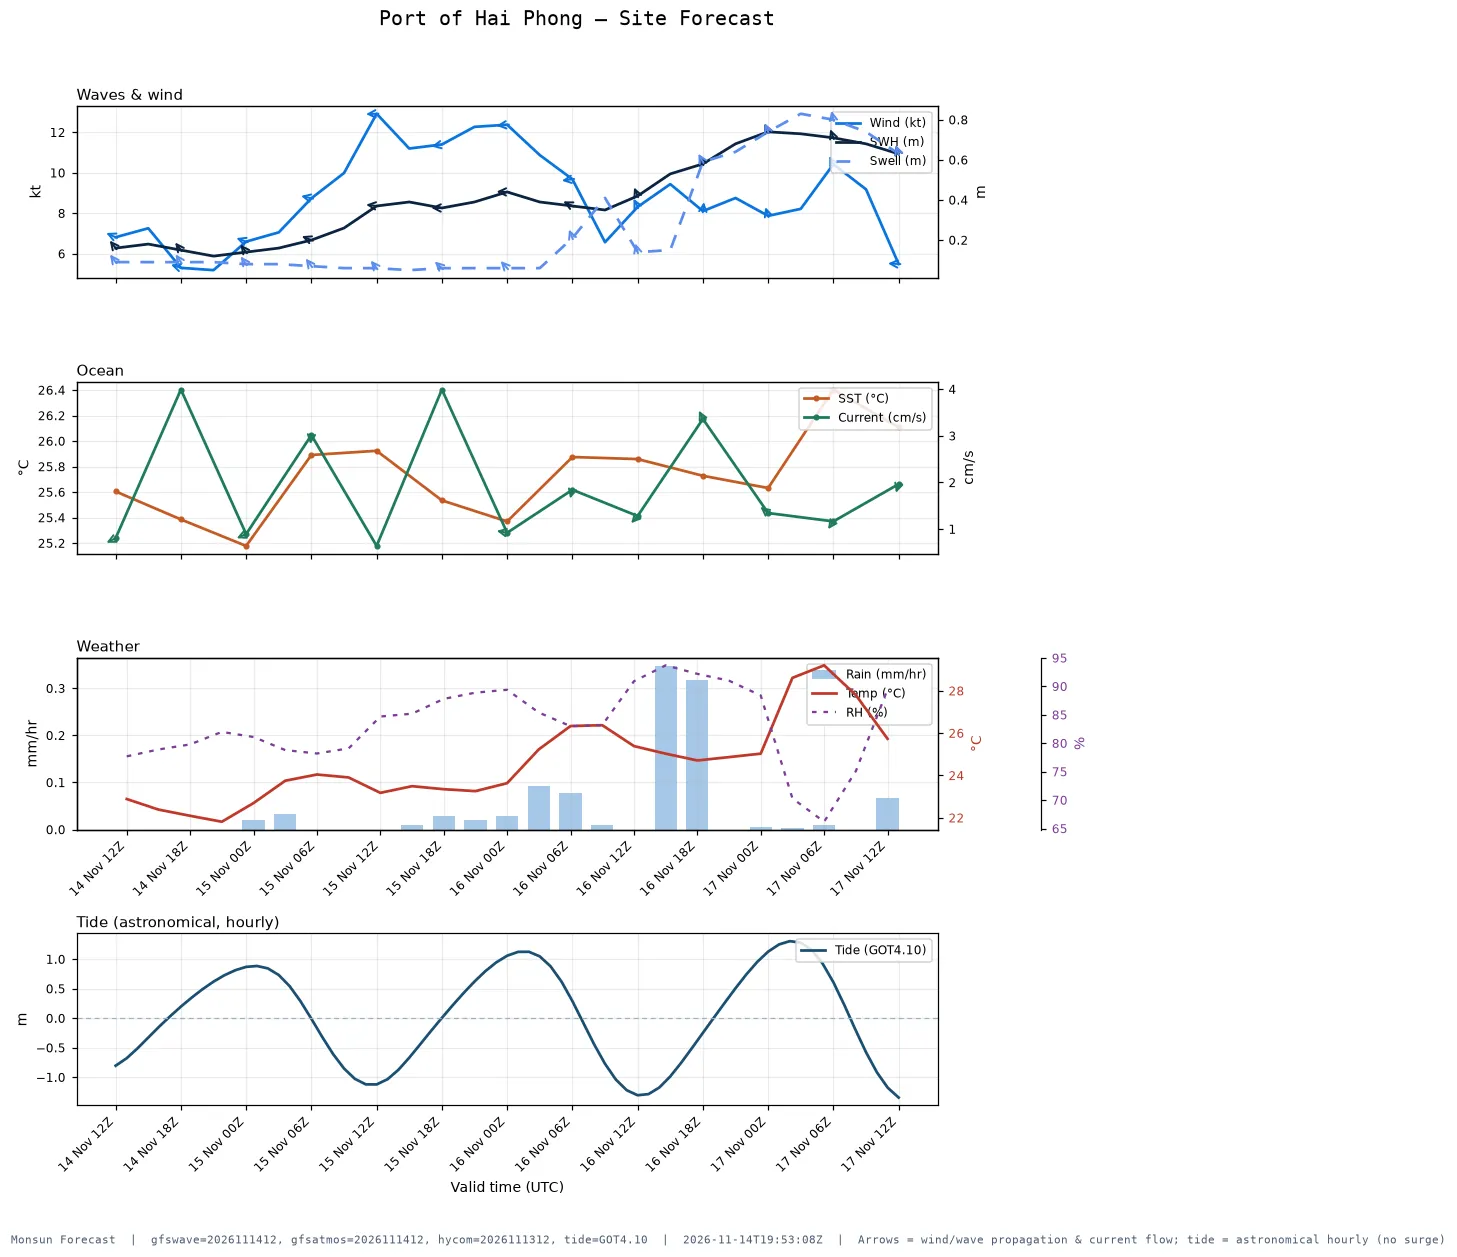 Port of Hai Phong — Site Forecast
Waves & wind
12
10
8
6
kt
0.8
0.6
0.4
0.2
m
Wind (kt)
SWH (m)
Swell (m)
Ocean
26.4
26.2
26.0
25.8
25.6
25.4
25.2
°C
4
3
2
1
cm/s
SST (°C)
Current (cm/s)
Weather
0.3
0.2
0.1
0.0
mm/hr
28
26
24
22
°C
95
90
85
80
75
70
65
%
Rain (mm/hr)
Temp (°C)
RH (%)
14 Nov 12Z
14 Nov 18Z
15 Nov 00Z
15 Nov 06Z
15 Nov 12Z
15 Nov 18Z
16 Nov 00Z
16 Nov 06Z
16 Nov 12Z
16 Nov 18Z
17 Nov 00Z
17 Nov 06Z
17 Nov 12Z
Tide (astronomical, hourly)
1.0
0.5
0.0
−0.5
−1.0
m
Tide (GOT4.10)
14 Nov 12Z
14 Nov 18Z
15 Nov 00Z
15 Nov 06Z
15 Nov 12Z
15 Nov 18Z
16 Nov 00Z
16 Nov 06Z
16 Nov 12Z
16 Nov 18Z
17 Nov 00Z
17 Nov 06Z
17 Nov 12Z
Valid time (UTC)
Monsun Forecast | gfswave=2026111412, gfsatmos=2026111412, hycom=2026111312, tide=GOT4.10 | 2026-11-14T19:53:08Z | Arrows = wind/wave propagation & current flow; tide = astronomical hourly (no surge)